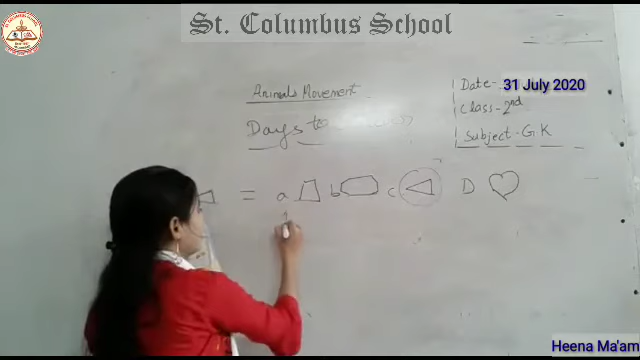 St. Columbus School
Animals Movement
Date- 31 July 2020
Class- 2nd
Subject- G K
Days to
= a b c D
Heena Ma'am